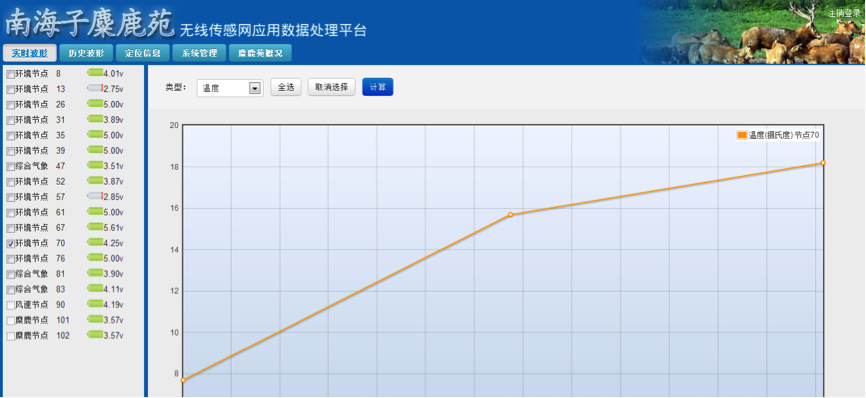 南海子麋鹿苑 无线传感网应用数据处理平台
注销登录
实时波形 历史波形 定位信息 系统管理 麋鹿苑概况
类型： 温度 全选 取消选择 计算
环境节点 8 4.01v
环境节点 13 2.75v
环境节点 26 5.00v
环境节点 31 3.89v
环境节点 35 5.00v
环境节点 39 5.00v
综合气象 47 3.51v
环境节点 52 3.87v
环境节点 57 2.85v
环境节点 61 5.00v
环境节点 67 5.61v
环境节点 70 4.25v
环境节点 76 5.00v
综合气象 81 3.90v
综合气象 83 4.11v
风速节点 90 4.19v
麋鹿节点 101 3.57v
麋鹿节点 102 3.57v
温度(摄氏度) 节点70
20
18
16
14
12
10
8